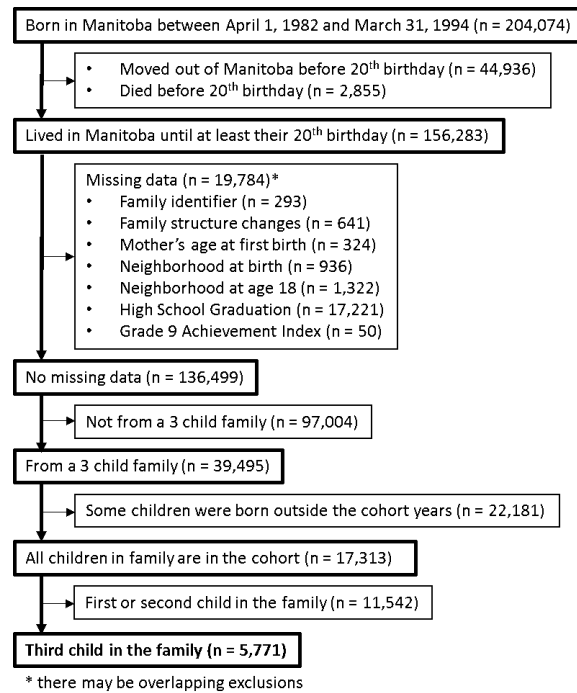 Born in Manitoba between April 1, 1982 and March 31, 1994 (n = 204,074)
• Moved out of Manitoba before 20th birthday (n = 44,936)
• Died before 20th birthday (n = 2,855)
Lived in Manitoba until at least their 20th birthday (n = 156,283)
Missing data (n = 19,784)*
• Family identifier (n = 293)
• Family structure changes (n = 641)
• Mother's age at first birth (n = 324)
• Neighborhood at birth (n = 936)
• Neighborhood at age 18 (n = 1,322)
• High School Graduation (n = 17,221)
• Grade 9 Achievement Index (n = 50)
No missing data (n = 136,499)
Not from a 3 child family (n = 97,004)
From a 3 child family (n = 39,495)
Some children were born outside the cohort years (n = 22,181)
All children in family are in the cohort (n = 17,313)
First or second child in the family (n = 11,542)
Third child in the family (n = 5,771)
* there may be overlapping exclusions